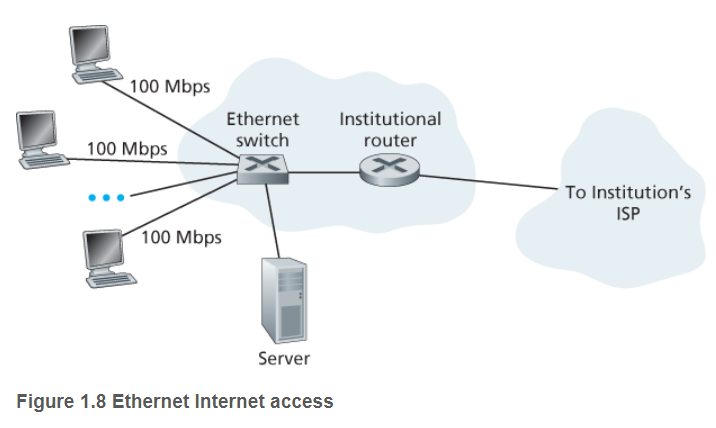 100 Mbps
Ethernet
switch
Institutional
router
100 Mbps
To Institution's
ISP
100 Mbps
Server
Figure 1.8 Ethernet Internet access